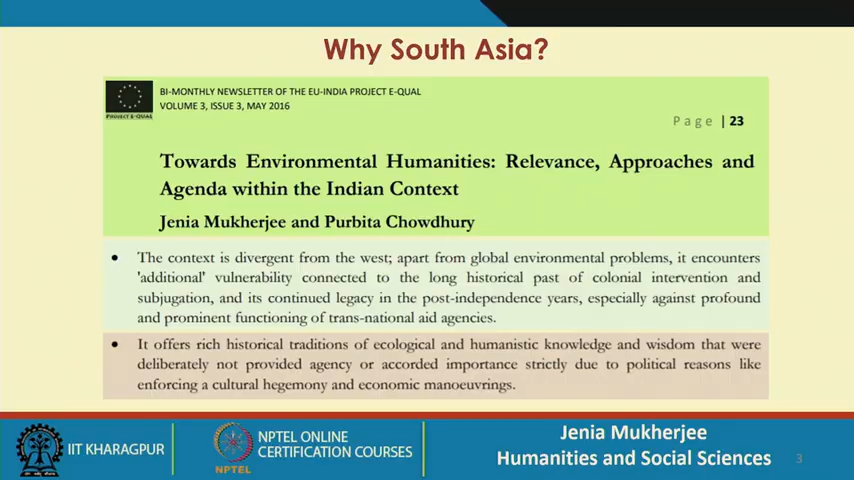 Why South Asia?
BI-MONTHLY NEWSLETTER OF THE EU-INDIA PROJECT E-QUAL
VOLUME 3, ISSUE 3, MAY 2016
PROJECT E-QUAL
Page | 23
Towards Environmental Humanities: Relevance, Approaches and
Agenda within the Indian Context
Jenia Mukherjee and Purbita Chowdhury
• The context is divergent from the west; apart from global environmental problems, it encounters
'additional' vulnerability connected to the long historical past of colonial intervention and
subjugation, and its continued legacy in the post-independence years, especially against profound
and prominent functioning of trans-national aid agencies.
• It offers rich historical traditions of ecological and humanistic knowledge and wisdom that were
deliberately not provided agency or accorded importance strictly due to political reasons like
enforcing a cultural hegemony and economic manoeuvrings.
IIT KHARAGPUR
NPTEL
NPTEL ONLINE
CERTIFICATION COURSES
Jenia Mukherjee
Humanities and Social Sciences
3